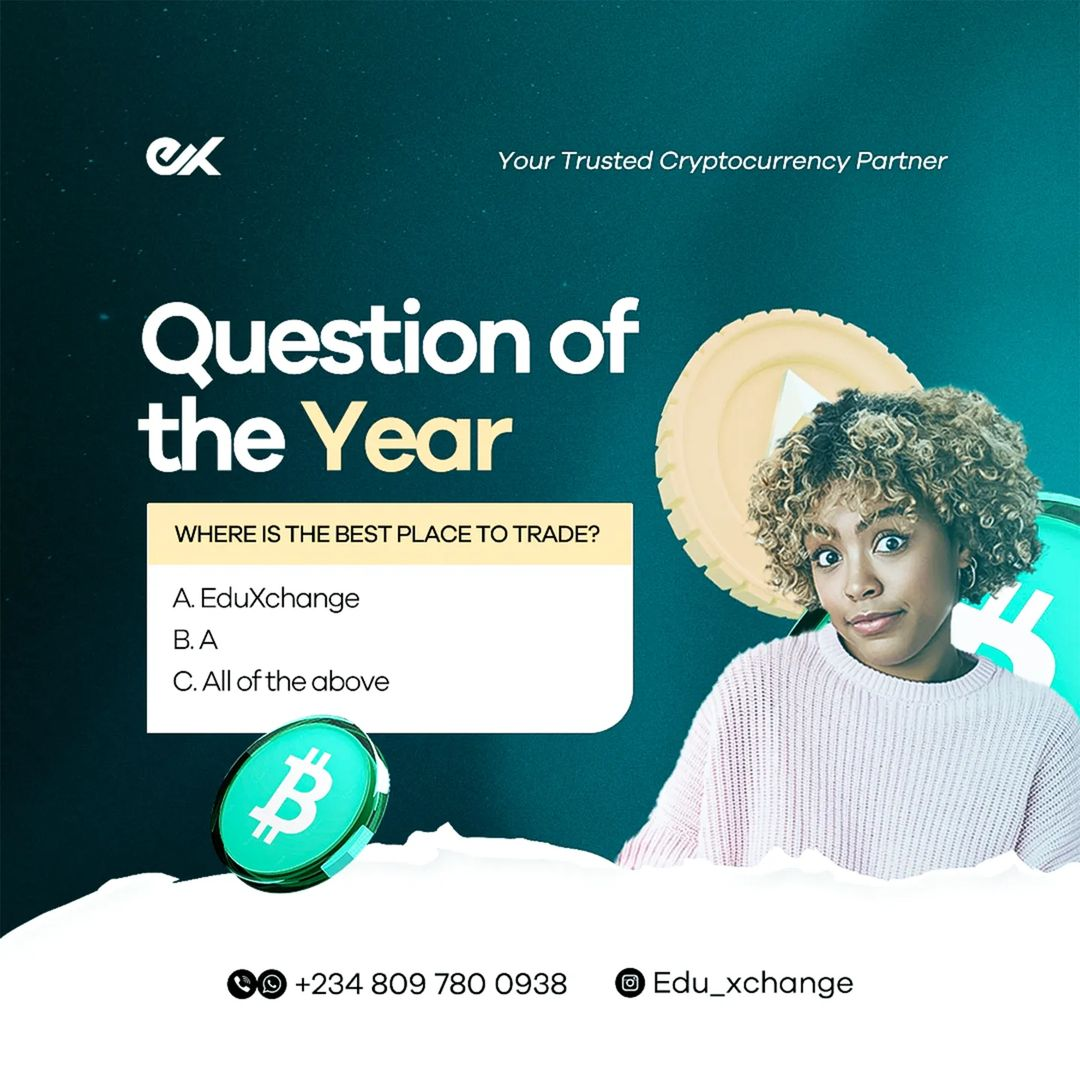 ex
Your Trusted Cryptocurrency Partner
Question of
the Year
WHERE IS THE BEST PLACE TO TRADE?
A. EduXchange
B. A
C. All of the above
+234 809 780 0938
Edu_xchange